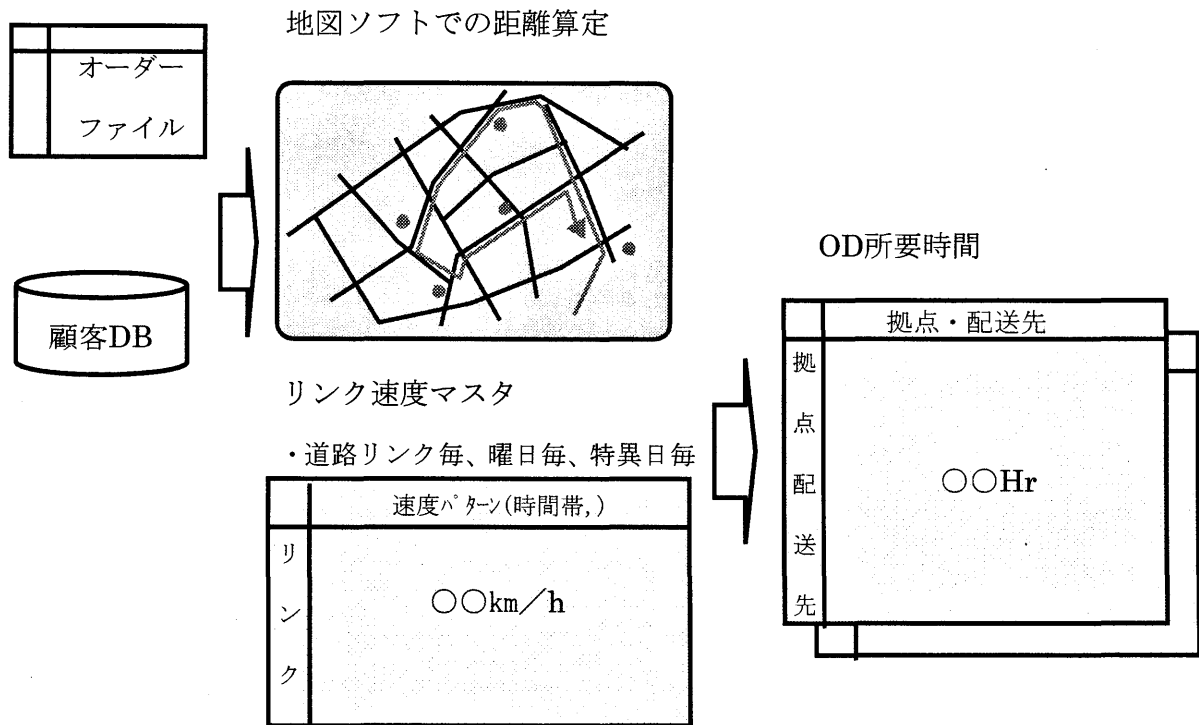 地図ソフトでの距離算定
オーダー
ファイル
顧客DB
リンク速度マスタ
・道路リンク毎、曜日毎、特異日毎
速度ﾊﾟﾀｰﾝ(時間帯,)
リンク
○○km／h
OD所要時間
拠点・配送先
拠点配送先
○○Hr